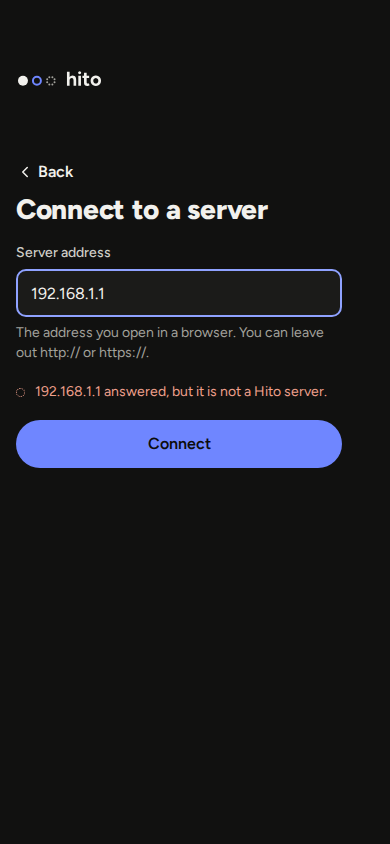 hito
Back
Connect to a server
Server address
192.168.1.1
The address you open in a browser. You can leave
out http:// or https://.
192.168.1.1 answered, but it is not a Hito server.
Connect